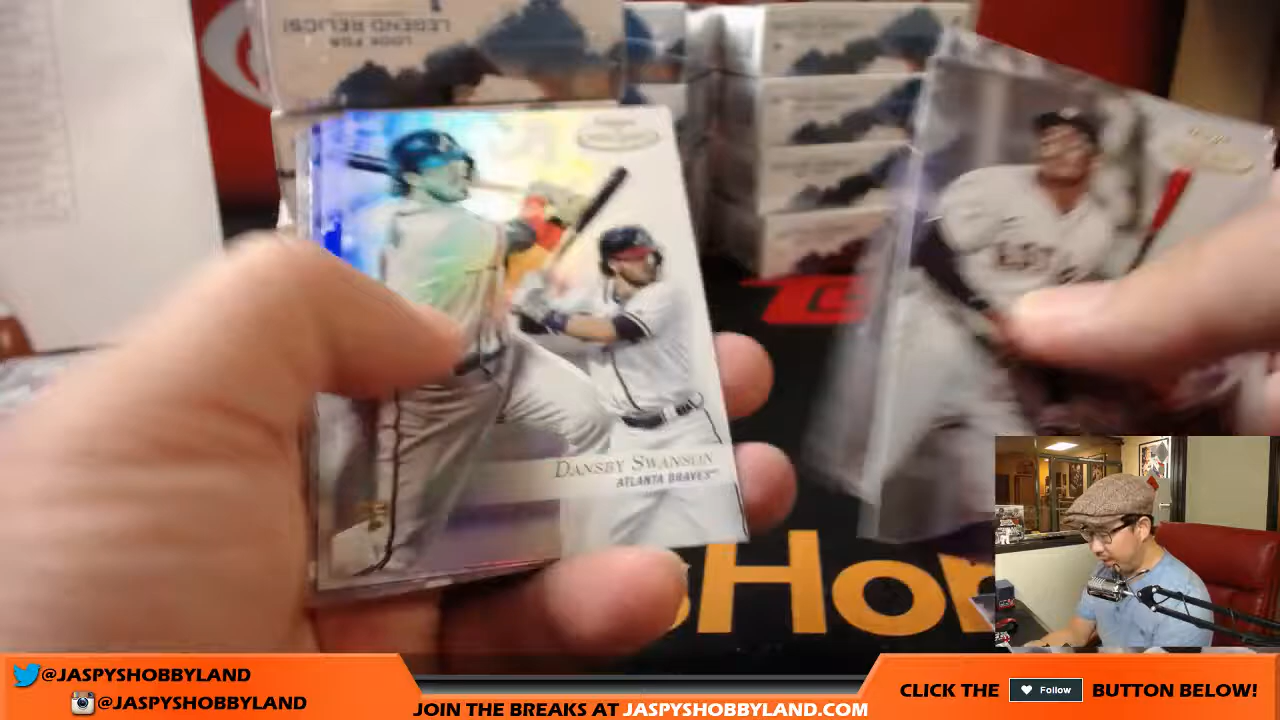 LOOK FOR
LEGEND RELICS!
DANSBY SWANSON
ATLANTA BRAVES
Hor
@JASPYSHOBBYLAND
@JASPYSHOBBYLAND
JOIN THE BREAKS AT JASPYSHOBBYLAND.COM
CLICK THE Follow BUTTON BELOW!